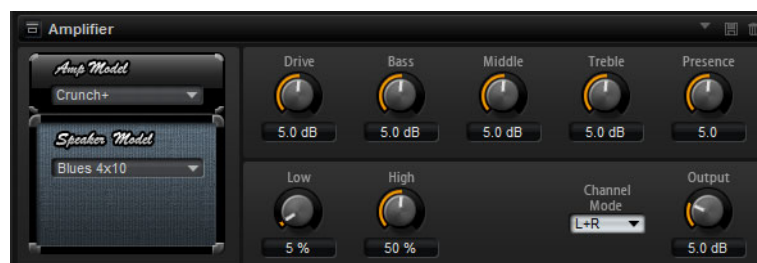 Amplifier
Amp Model
Crunch+
Speaker Model
Blues 4x10
Drive Bass Middle Treble Presence
5.0 dB 5.0 dB 5.0 dB 5.0 dB 5.0
Low High Channel Mode Output
L+R
5 % 50 % 5.0 dB